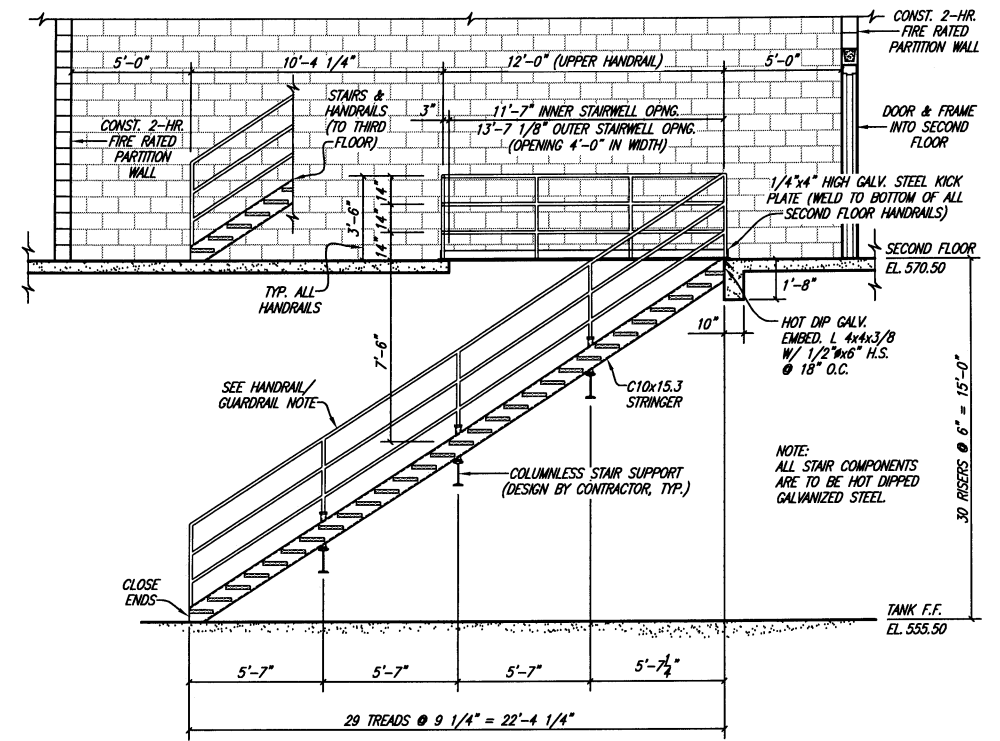 CONST. 2-HR.
FIRE RATED
PARTITION WALL
5'-0"
10'-4 1/4"
12'-0" (UPPER HANDRAIL)
5'-0"
STAIRS &
HANDRAILS
(TO THIRD
FLOOR)
3"
11'-7" INNER STAIRWELL OPNG.
13'-7 1/8" OUTER STAIRWELL OPNG.
(OPENING 4'-0" IN WIDTH)
CONST. 2-HR.
FIRE RATED
PARTITION
WALL
DOOR & FRAME
INTO SECOND
FLOOR
1/4"x4" HIGH GALV. STEEL KICK
PLATE (WELD TO BOTTOM OF ALL
SECOND FLOOR HANDRAILS)
3'-6"
14"
14"
14"
SECOND FLOOR
EL. 570.50
TYP. ALL
HANDRAILS
1'-8"
10"
HOT DIP GALV.
EMBED. L 4x4x3/8
W/ 1/2"øx6" H.S.
@ 18" O.C.
7'-6"
SEE HANDRAIL/
GUARDRAIL NOTE
C10x15.3
STRINGER
30 RISERS @ 6" = 15'-0"
COLUMNLESS STAIR SUPPORT
(DESIGN BY CONTRACTOR, TYP.)
NOTE:
ALL STAIR COMPONENTS
ARE TO BE HOT DIPPED
GALVANIZED STEEL.
CLOSE
ENDS
TANK F.F.
EL. 555.50
5'-7"
5'-7"
5'-7"
5'-7 1/4"
29 TREADS @ 9 1/4" = 22'-4 1/4"